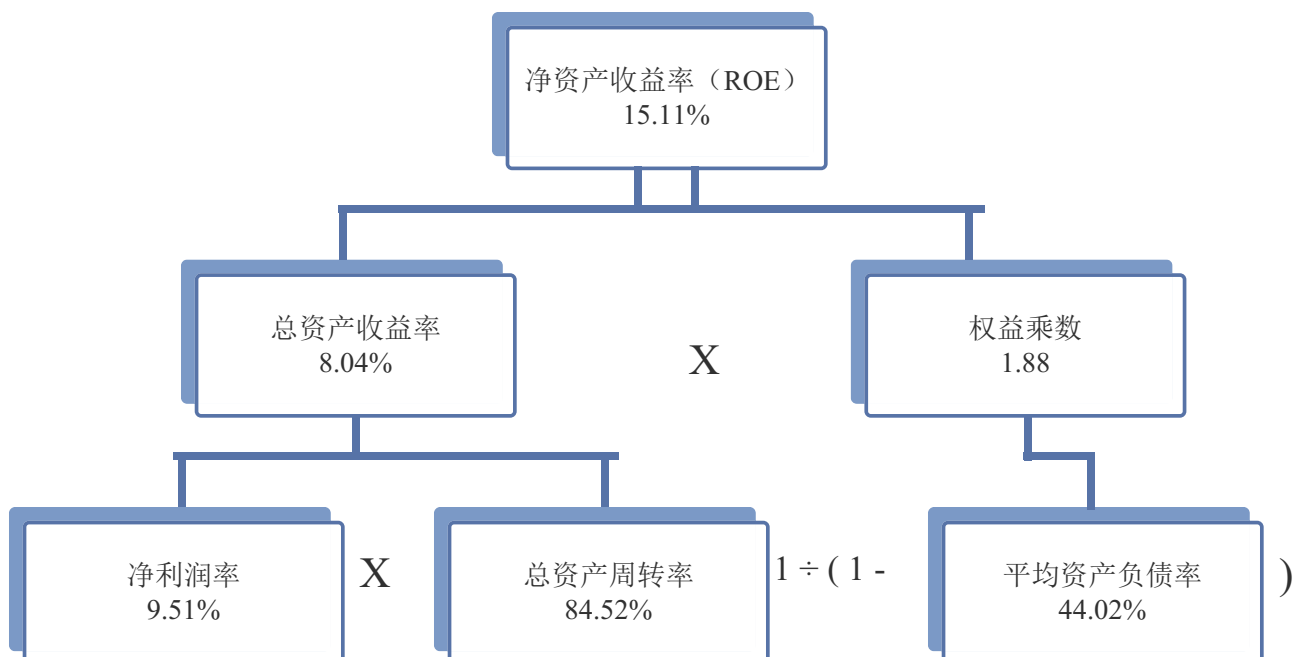 净资产收益率（ROE）
15.11%
总资产收益率
8.04%
X
权益乘数
1.88
净利润率
9.51%
X
总资产周转率
84.52%
1 ÷ ( 1 -
平均资产负债率
44.02%
)